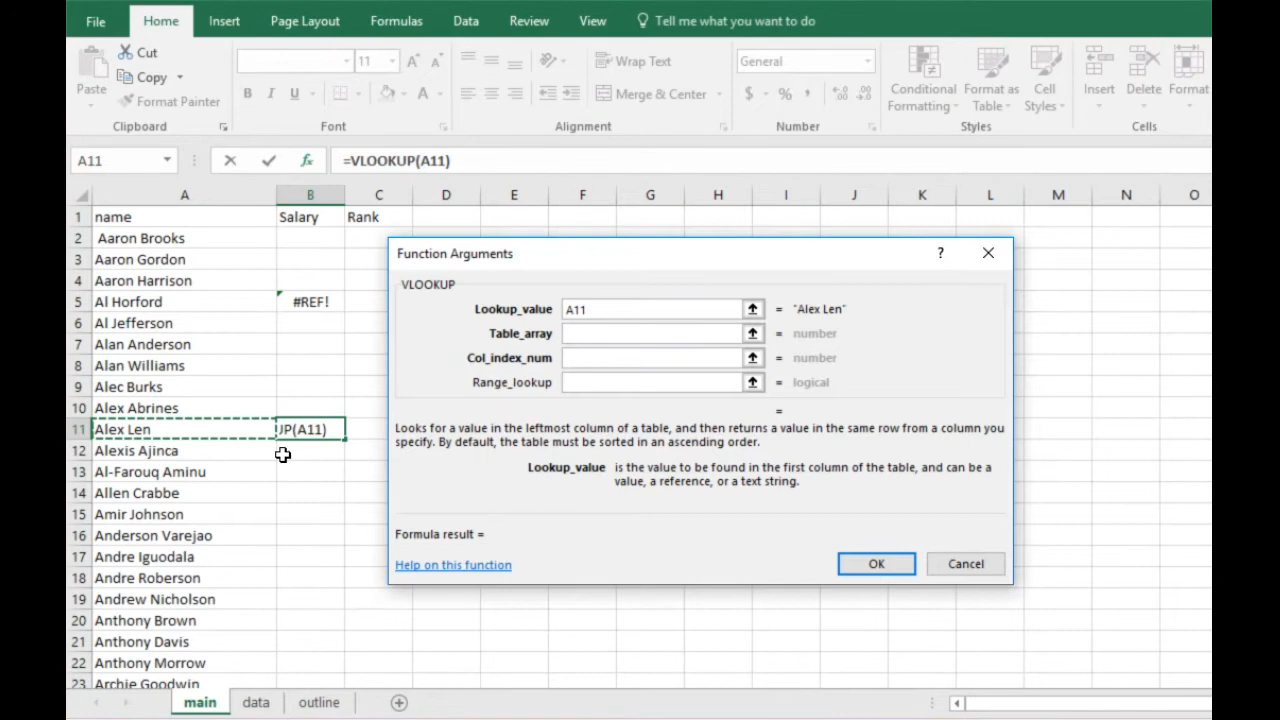 File Home Insert Page Layout Formulas Data Review View Tell me what you want to do
Cut
Copy
Format Painter
Paste
Clipboard
11 A A
B I U A
Font
Wrap Text
Merge & Center
Alignment
General
$ % , .0 .00 .00 .0
Number
Conditional Formatting
Format as Table
Cell Styles
Styles
Insert Delete Format
Cells
A11 fx =VLOOKUP(A11)
A B C D E F G H I J K L M N O
1 name Salary Rank
2 Aaron Brooks
3 Aaron Gordon
4 Aaron Harrison
5 Al Horford #REF!
6 Al Jefferson
7 Alan Anderson
8 Alan Williams
9 Alec Burks
10 Alex Abrines
11 Alex Len JP(A11)
12 Alexis Ajinca
13 Al-Farouq Aminu
14 Allen Crabbe
15 Amir Johnson
16 Anderson Varejao
17 Andre Iguodala
18 Andre Roberson
19 Andrew Nicholson
20 Anthony Brown
21 Anthony Davis
22 Anthony Morrow
23 Archie Goodwin
Function Arguments ?
VLOOKUP
Lookup_value A11 = "Alex Len"
Table_array = number
Col_index_num = number
Range_lookup = logical
=
Looks for a value in the leftmost column of a table, and then returns a value in the same row from a column you
specify. By default, the table must be sorted in an ascending order.
Lookup_value is the value to be found in the first column of the table, and can be a
value, a reference, or a text string.
Formula result =
Help on this function OK Cancel
main data outline